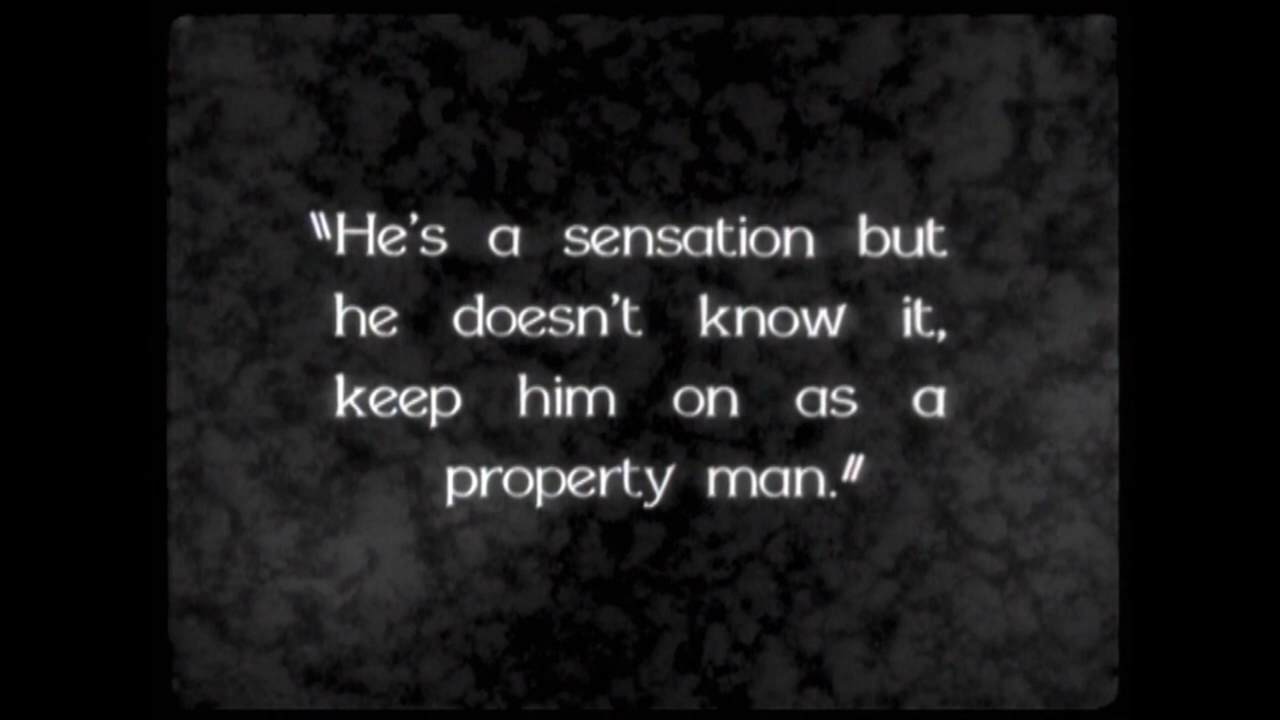 "He's a sensation but
he doesn't know it,
keep him on as a
property man."